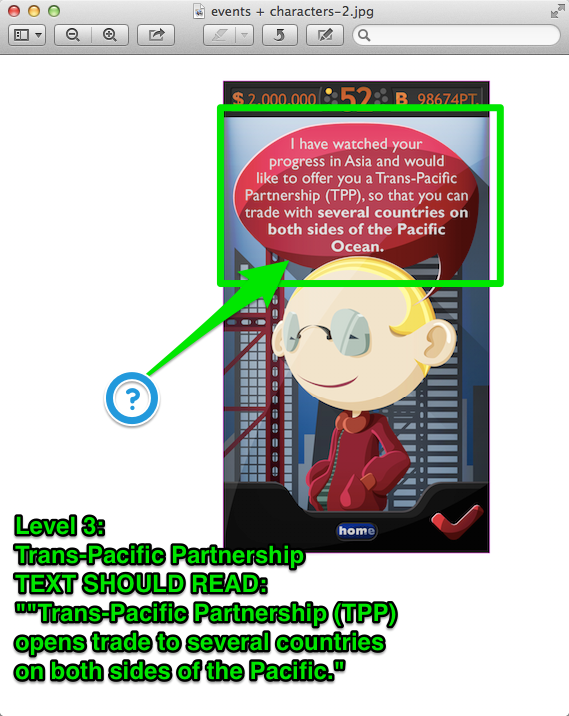 events + characters-2.jpg
$ 2,000,000 52 B 98674PT
I have watched your
progress in Asia and would
like to offer you a Trans-Pacific
Partnership (TPP), so that you can
trade with several countries on
both sides of the Pacific
Ocean.
?
home
Level 3:
Trans-Pacific Partnership
TEXT SHOULD READ:
""Trans-Pacific Partnership (TPP)
opens trade to several countries
on both sides of the Pacific."